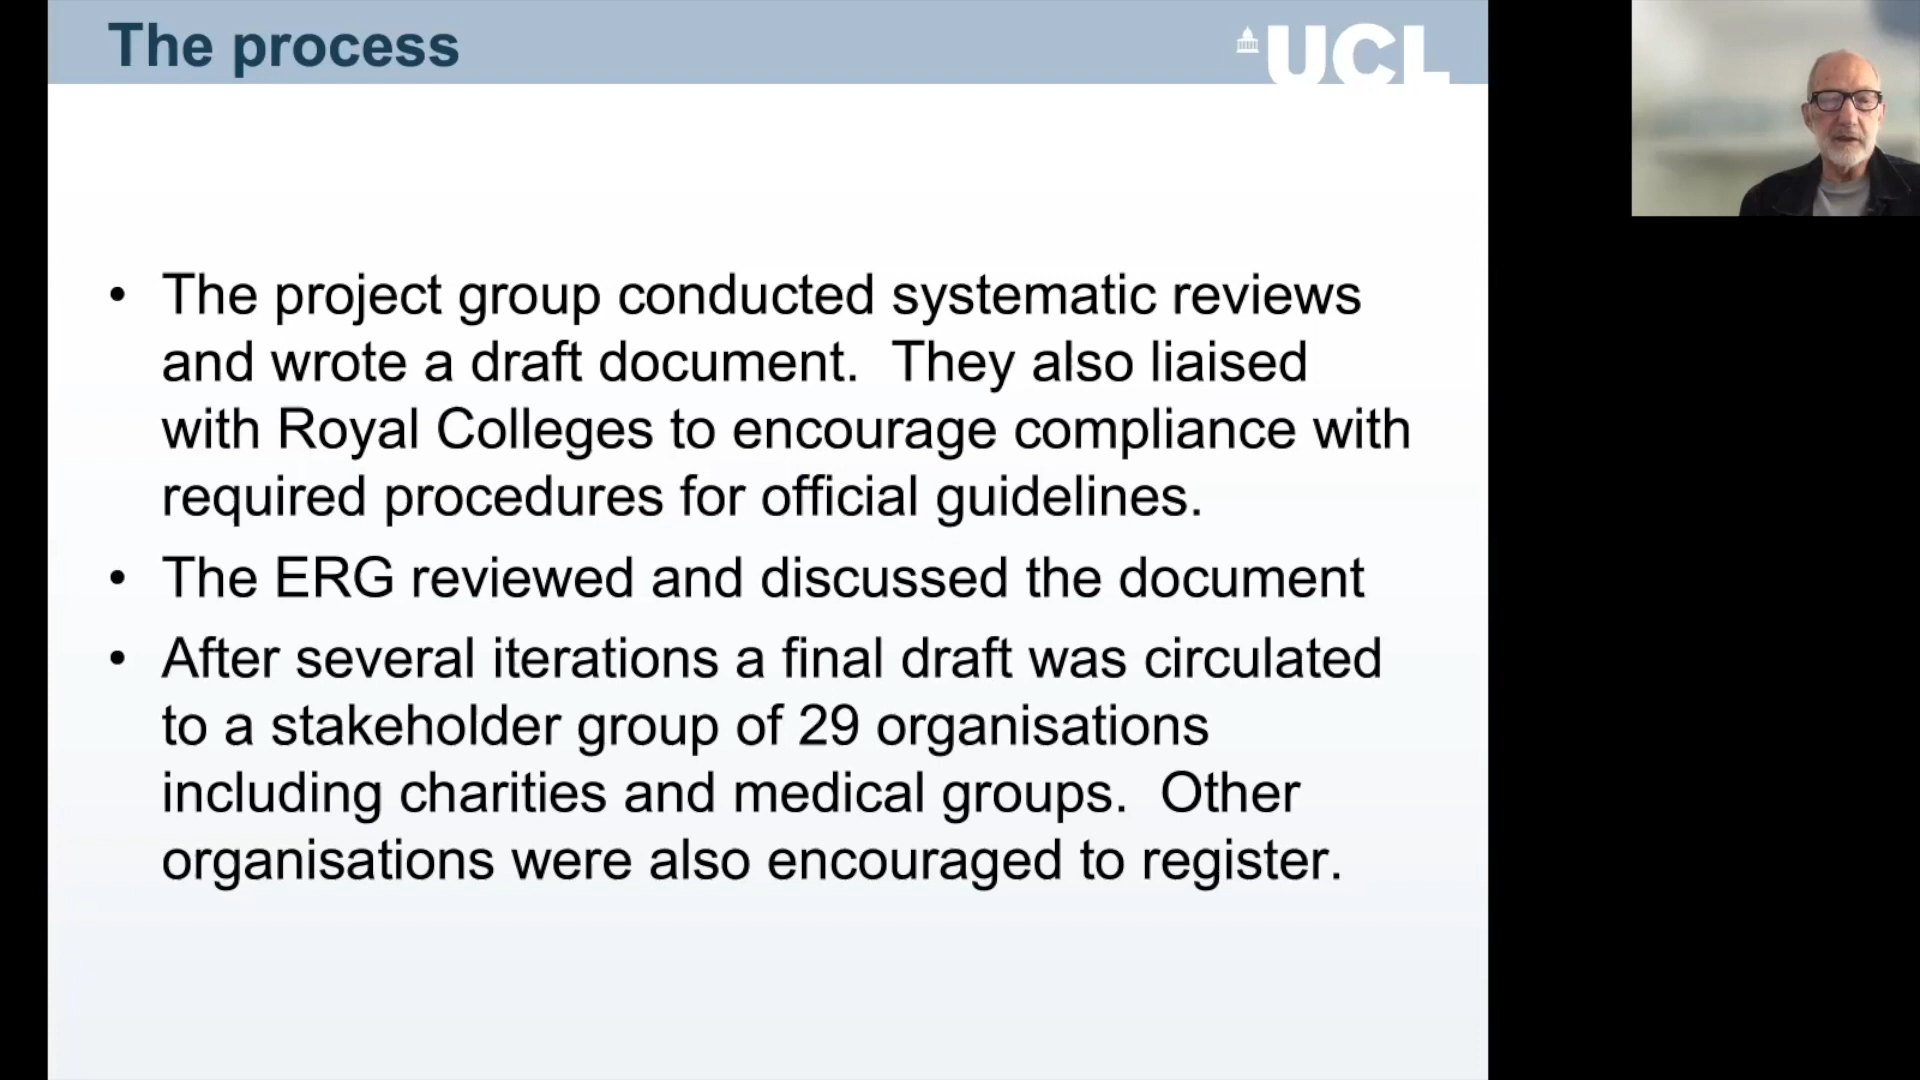 The process
UCL
• The project group conducted systematic reviews
and wrote a draft document.  They also liaised
with Royal Colleges to encourage compliance with
required procedures for official guidelines.
• The ERG reviewed and discussed the document
• After several iterations a final draft was circulated
to a stakeholder group of 29 organisations
including charities and medical groups.  Other
organisations were also encouraged to register.